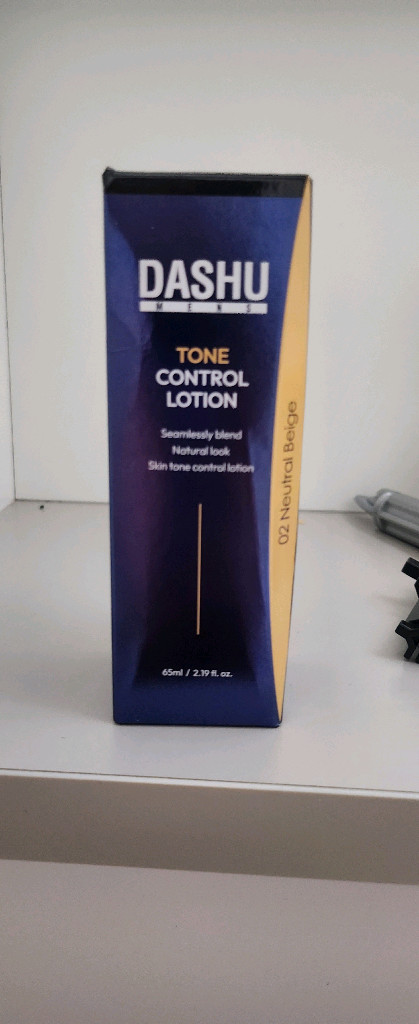 DASHU
MENS
TONE
CONTROL
LOTION
Seamlessly blend
Natural look
Skin tone control lotion
65ml / 2.19 fl. oz.
02 Neutral Beige